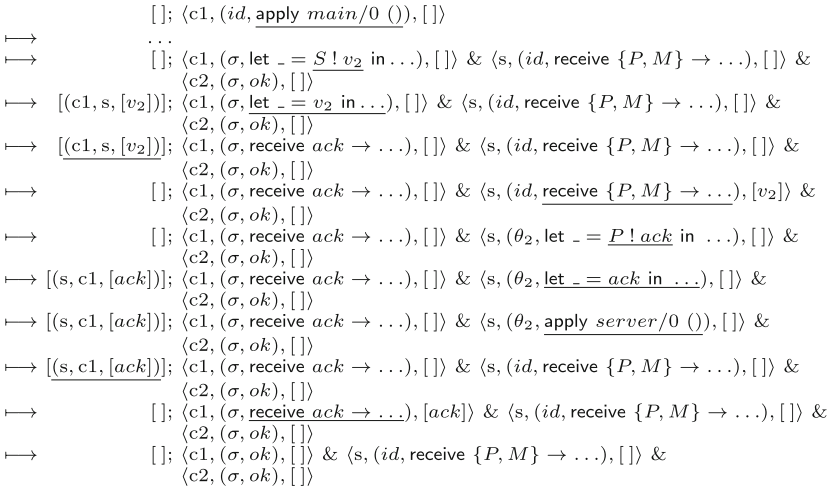 [ ]; ⟨c1, (id, apply main/0 ()), [ ]⟩
⟼ …
⟼ [ ]; ⟨c1, (σ, let _ = S ! v₂ in …), [ ]⟩ & ⟨s, (id, receive {P, M} → …), [ ]⟩ &
⟨c2, (σ, ok), [ ]⟩
⟼ [(c1, s, [v₂])]; ⟨c1, (σ, let _ = v₂ in …), [ ]⟩ & ⟨s, (id, receive {P, M} → …), [ ]⟩ &
⟨c2, (σ, ok), [ ]⟩
⟼ [(c1, s, [v₂])]; ⟨c1, (σ, receive ack → …), [ ]⟩ & ⟨s, (id, receive {P, M} → …), [ ]⟩ &
⟨c2, (σ, ok), [ ]⟩
⟼ [ ]; ⟨c1, (σ, receive ack → …), [ ]⟩ & ⟨s, (id, receive {P, M} → …), [v₂]⟩ &
⟨c2, (σ, ok), [ ]⟩
⟼ [ ]; ⟨c1, (σ, receive ack → …), [ ]⟩ & ⟨s, (θ₂, let _ = P ! ack in …), [ ]⟩ &
⟨c2, (σ, ok), [ ]⟩
⟼ [(s, c1, [ack])]; ⟨c1, (σ, receive ack → …), [ ]⟩ & ⟨s, (θ₂, let _ = ack in …), [ ]⟩ &
⟨c2, (σ, ok), [ ]⟩
⟼ [(s, c1, [ack])]; ⟨c1, (σ, receive ack → …), [ ]⟩ & ⟨s, (θ₂, apply server/0 ()), [ ]⟩ &
⟨c2, (σ, ok), [ ]⟩
⟼ [(s, c1, [ack])]; ⟨c1, (σ, receive ack → …), [ ]⟩ & ⟨s, (id, receive {P, M} → …), [ ]⟩ &
⟨c2, (σ, ok), [ ]⟩
⟼ [ ]; ⟨c1, (σ, receive ack → …), [ack]⟩ & ⟨s, (id, receive {P, M} → …), [ ]⟩ &
⟨c2, (σ, ok), [ ]⟩
⟼ [ ]; ⟨c1, (σ, ok), [ ]⟩ & ⟨s, (id, receive {P, M} → …), [ ]⟩ &
⟨c2, (σ, ok), [ ]⟩